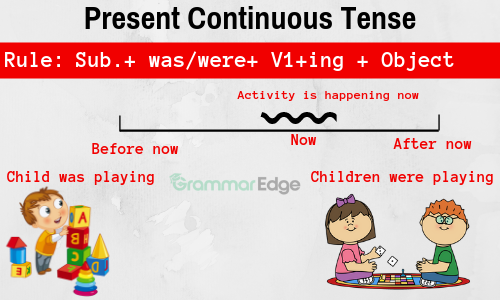 Present Continuous Tense
Rule: Sub.+ was/were+ V1+ing + Object
Activity is happening now
Before now
Now
After now
Child was playing
GrammarEdge
Children were playing
A
B
C